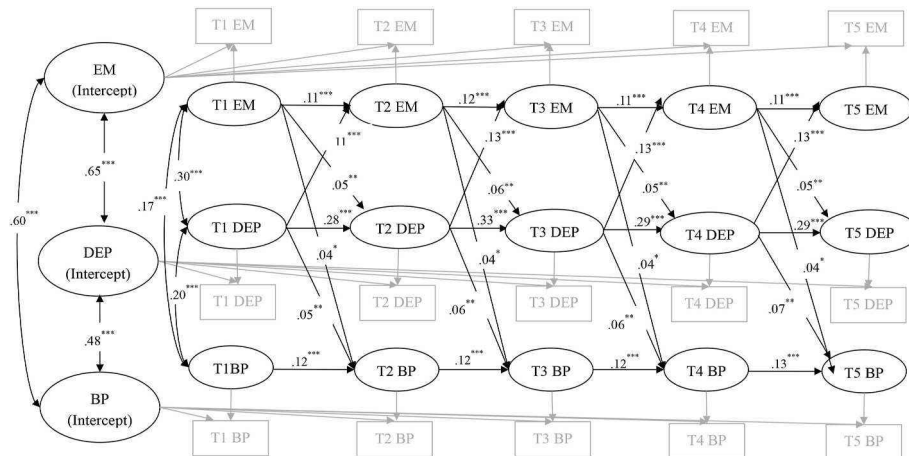 T1 EM
T2 EM
T3 EM
T4 EM
T5 EM
EM
(Intercept)
T1 EM
.11***
T2 EM
.12***
T3 EM
.11***
T4 EM
.11***
T5 EM
.11***
.13***
.13***
.13***
.65***
.30***
.05**
.06**
.05**
.05**
.17***
.60***
T1 DEP
.28***
T2 DEP
.33***
T3 DEP
.29***
T4 DEP
.29***
T5 DEP
DEP
(Intercept)
.04*
.04*
.04*
.04*
.20***
T1 DEP
T2 DEP
T3 DEP
T4 DEP
T5 DEP
.05**
.06**
.06**
.07**
.48***
T1BP
.12***
T2 BP
.12***
T3 BP
.12***
T4 BP
.13***
T5 BP
BP
(Intercept)
T1 BP
T2 BP
T3 BP
T4 BP
T5 BP